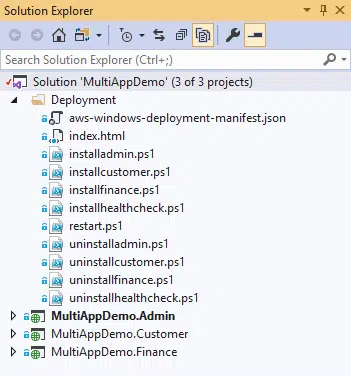 Solution Explorer
Search Solution Explorer (Ctrl+;)
Solution 'MultiAppDemo' (3 of 3 projects)
Deployment
aws-windows-deployment-manifest.json
index.html
installadmin.ps1
installcustomer.ps1
installfinance.ps1
installhealthcheck.ps1
restart.ps1
uninstalladmin.ps1
uninstallcustomer.ps1
uninstallfinance.ps1
uninstallhealthcheck.ps1
MultiAppDemo.Admin
MultiAppDemo.Customer
MultiAppDemo.Finance